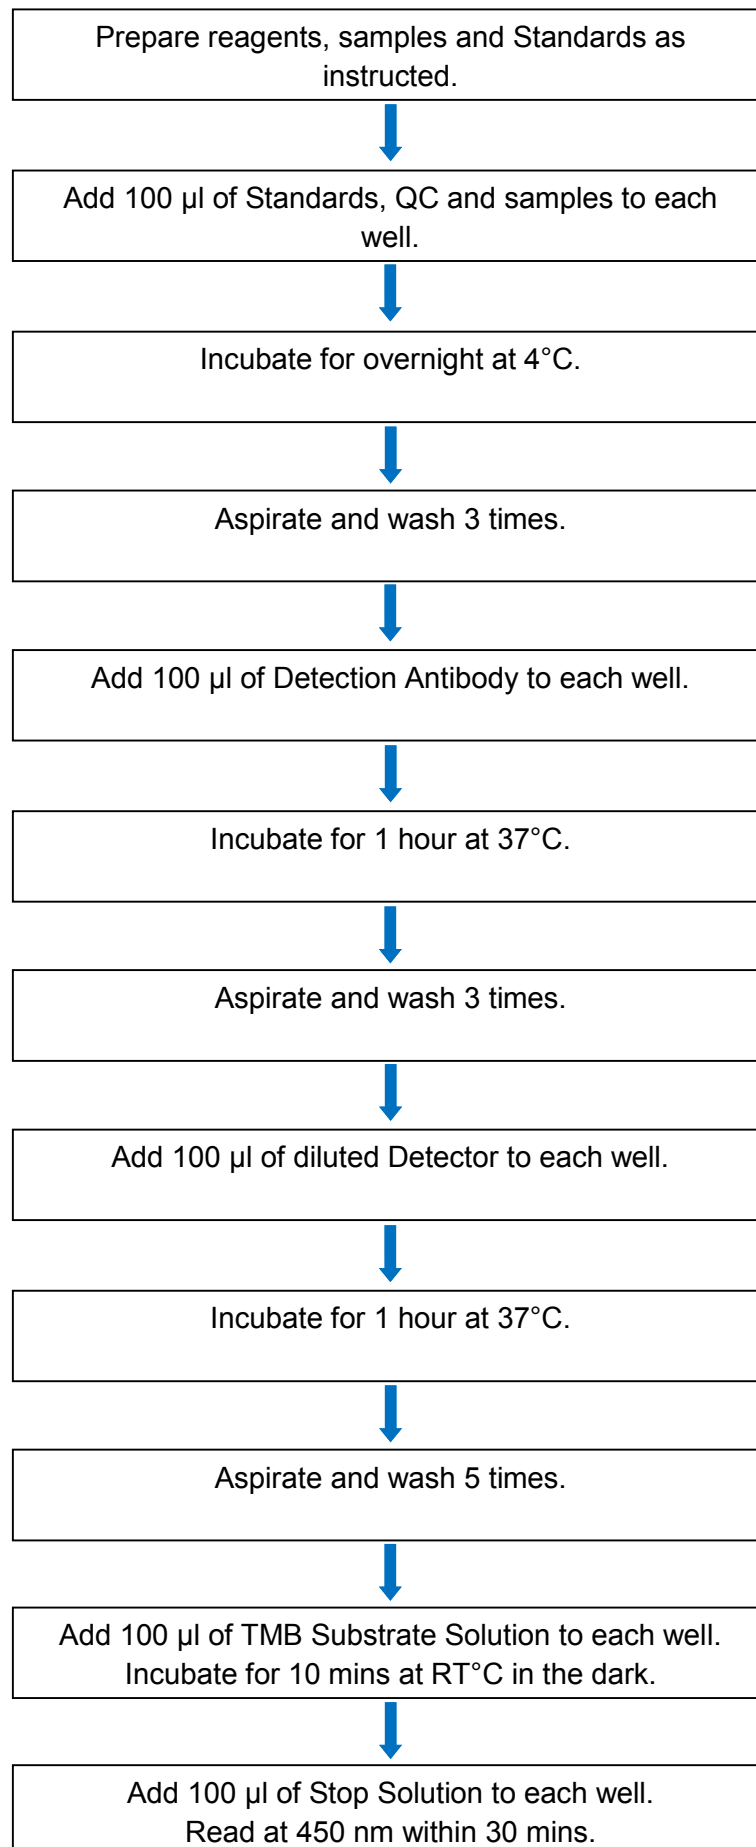 Prepare reagents, samples and Standards as
instructed.
Add 100 µl of Standards, QC and samples to each
well.
Incubate for overnight at 4°C.
Aspirate and wash 3 times.
Add 100 µl of Detection Antibody to each well.
Incubate for 1 hour at 37°C.
Aspirate and wash 3 times.
Add 100 µl of diluted Detector to each well.
Incubate for 1 hour at 37°C.
Aspirate and wash 5 times.
Add 100 µl of TMB Substrate Solution to each well.
Incubate for 10 mins at RT°C in the dark.
Add 100 µl of Stop Solution to each well.
Read at 450 nm within 30 mins.